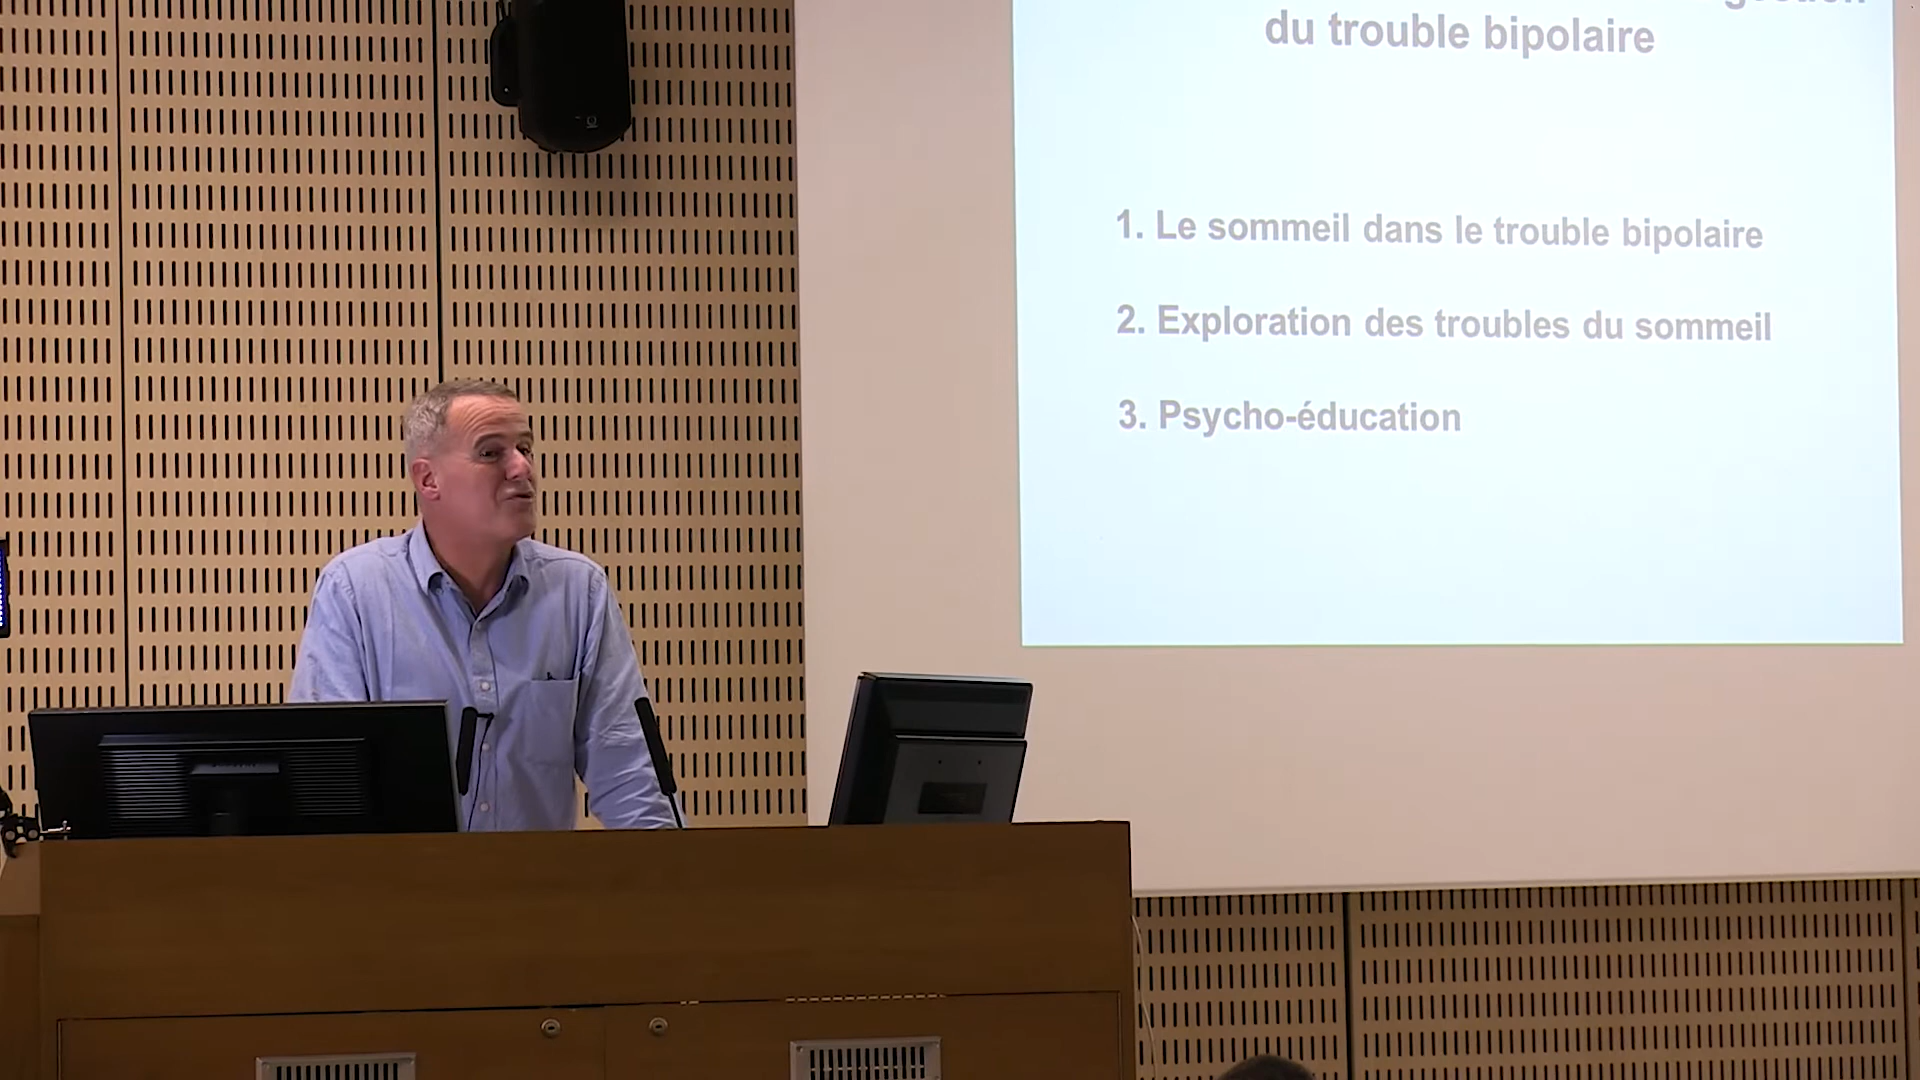 du trouble bipolaire
1. Le sommeil dans le trouble bipolaire
2. Exploration des troubles du sommeil
3. Psycho-éducation